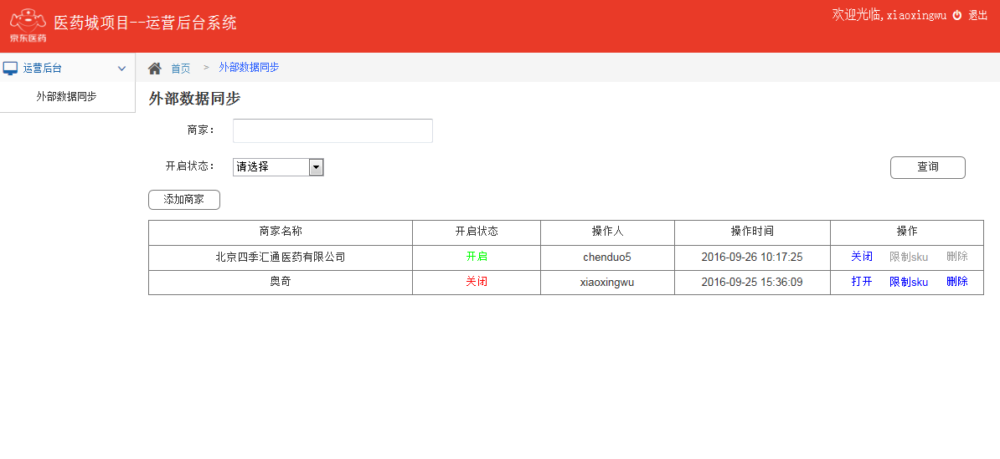 京东医药
医药城项目--运营后台系统
欢迎光临, xiaoxingwu 退出
运营后台
首页 > 外部数据同步
外部数据同步
外部数据同步
商家：
开启状态： 请选择 查询
添加商家
商家名称 开启状态 操作人 操作时间 操作
北京四季汇通医药有限公司 开启 chenduo5 2016-09-26 10:17:25 关闭 限制sku 删除
奥奇 关闭 xiaoxingwu 2016-09-25 15:36:09 打开 限制sku 删除